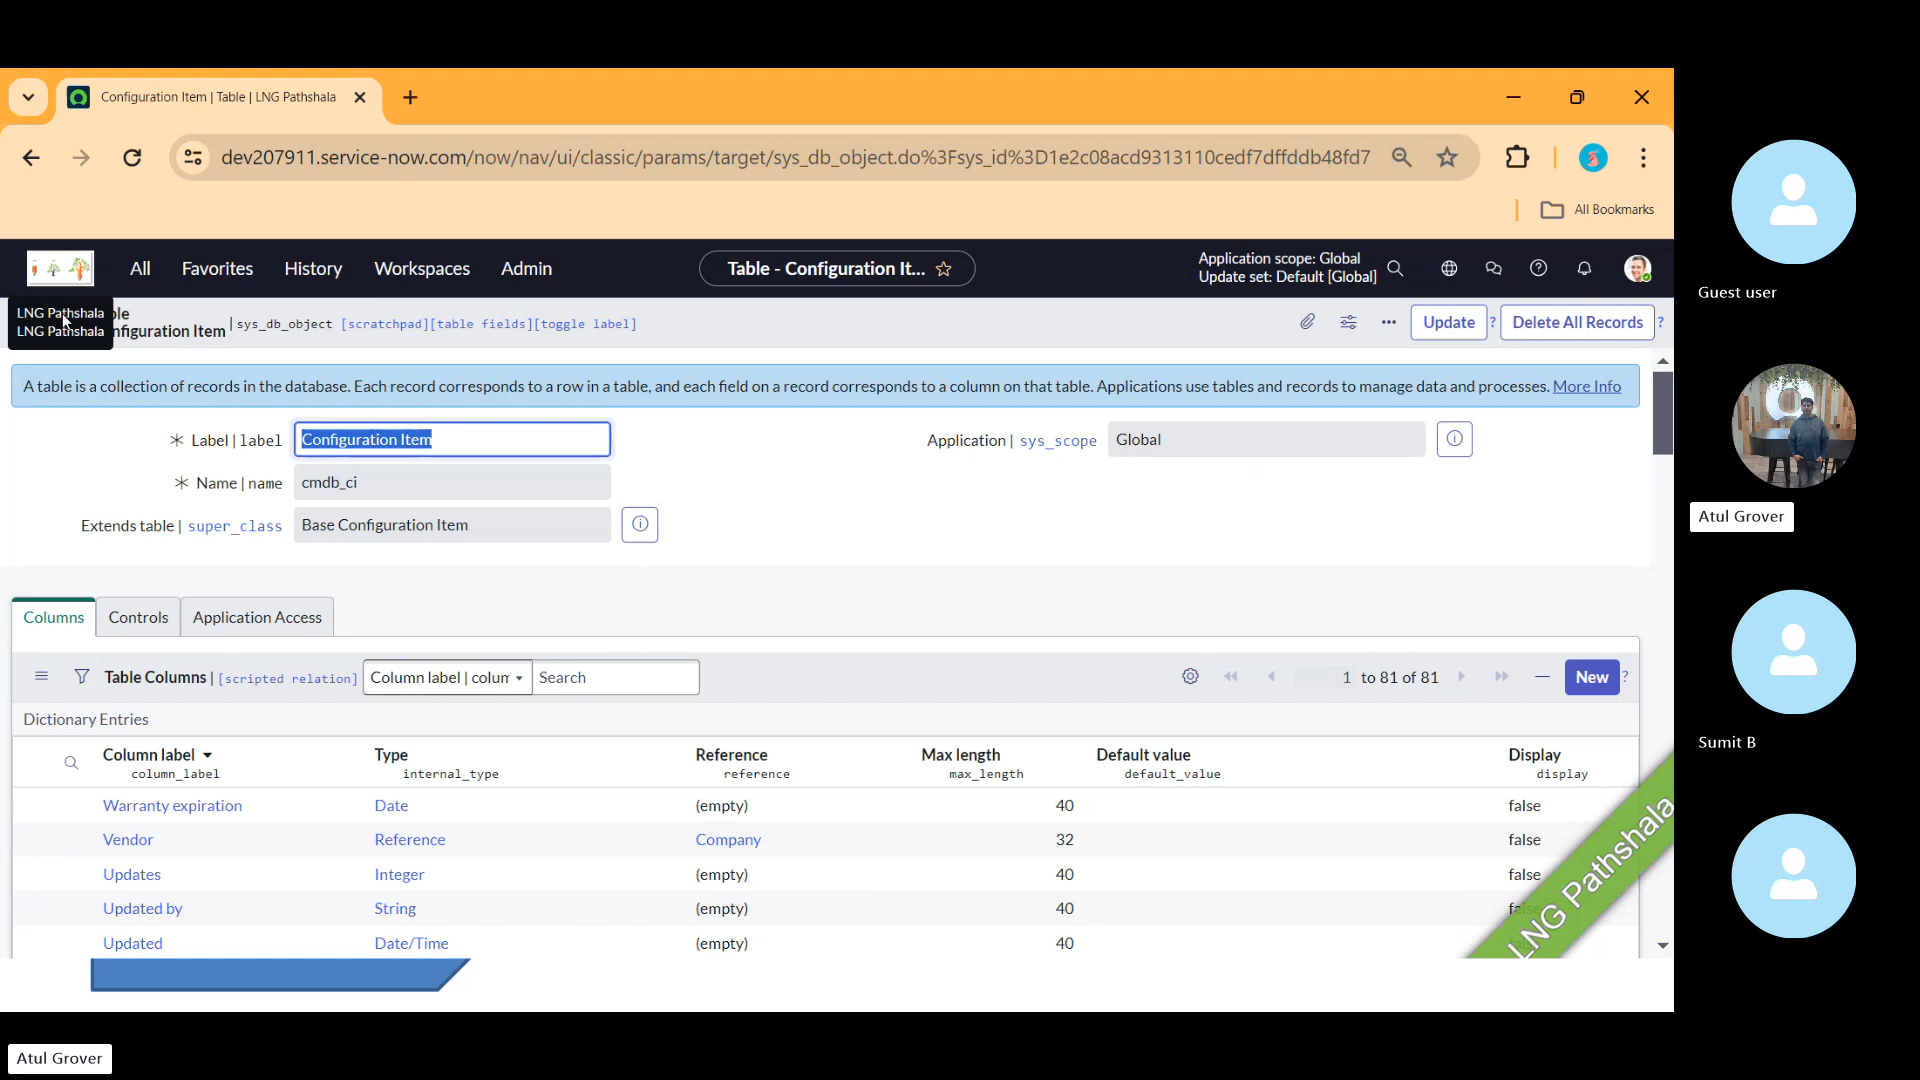 Configuration Item | Table | LNG Pathshala
dev207911.service-now.com/now/nav/ui/classic/params/target/sys_db_object.do%3Fsys_id%3D1e2c08acd9313110cedf7dffddb48fd7
All Bookmarks
All Favorites History Workspaces Admin
Table - Configuration It...
Application scope: Global
Update set: Default [Global]
LNG Pathshala
LNG Pathshala
ble
nfiguration Item
sys_db_object [scratchpad][table fields][toggle label]
Update ? Delete All Records ?
A table is a collection of records in the database. Each record corresponds to a row in a table, and each field on a record corresponds to a column on that table. Applications use tables and records to manage data and processes. More Info
Label | label Configuration Item
Application | sys_scope Global
Name | name cmdb_ci
Extends table | super_class Base Configuration Item
Columns Controls Application Access
Table Columns | [scripted relation] Column label | colum Search 1 to 81 of 81 New ?
Dictionary Entries
Column label Type Reference Max length Default value Display
column_label internal_type reference max_length default_value display
Warranty expiration Date (empty) 40 false
Vendor Reference Company 32 false
Updates Integer (empty) 40 false
Updated by String (empty) 40 false
Updated Date/Time (empty) 40
LNG Pathshala
Guest user
Atul Grover
Sumit B
Atul Grover